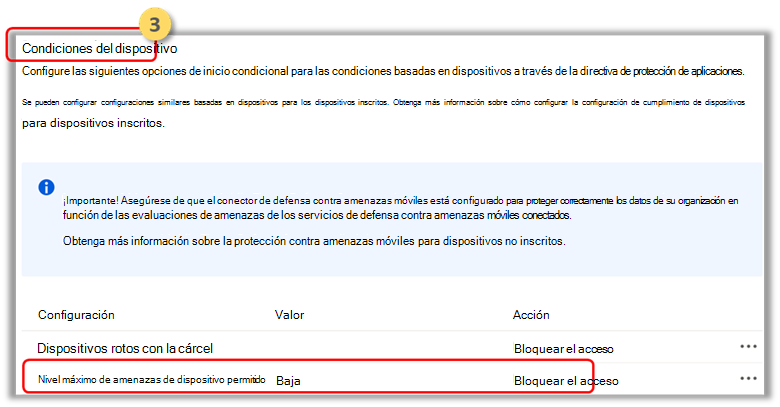 3
Condiciones del dispositivo
Configure las siguientes opciones de inicio condicional para las condiciones basadas en dispositivos a través de la directiva de protección de aplicaciones.
Se pueden configurar configuraciones similares basadas en dispositivos para los dispositivos inscritos. Obtenga más información sobre cómo configurar la configuración de cumplimiento de dispositivos
para dispositivos inscritos.
¡Importante! Asegúrese de que el conector de defensa contra amenazas móviles está configurado para proteger correctamente los datos de su organización en
función de las evaluaciones de amenazas de los servicios de defensa contra amenazas móviles conectados.
Obtenga más información sobre la protección contra amenazas móviles para dispositivos no inscritos.
Configuración Valor Acción
Dispositivos rotos con la cárcel Bloquear el acceso
Nivel máximo de amenazas de dispositivo permitido Baja Bloquear el acceso